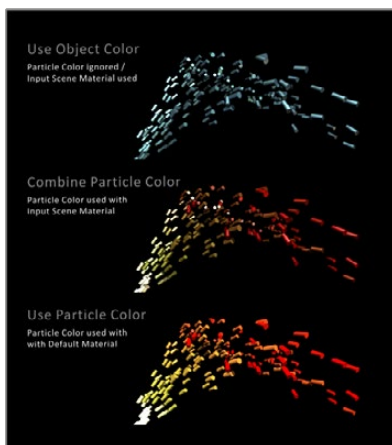 Use Object Color
Particle Color Ignored /
Input Scene Material used
Combine Particle Color
Particle Color used with
Input Scene Material
Use Particle Color
Particle Color used with
with Default Material